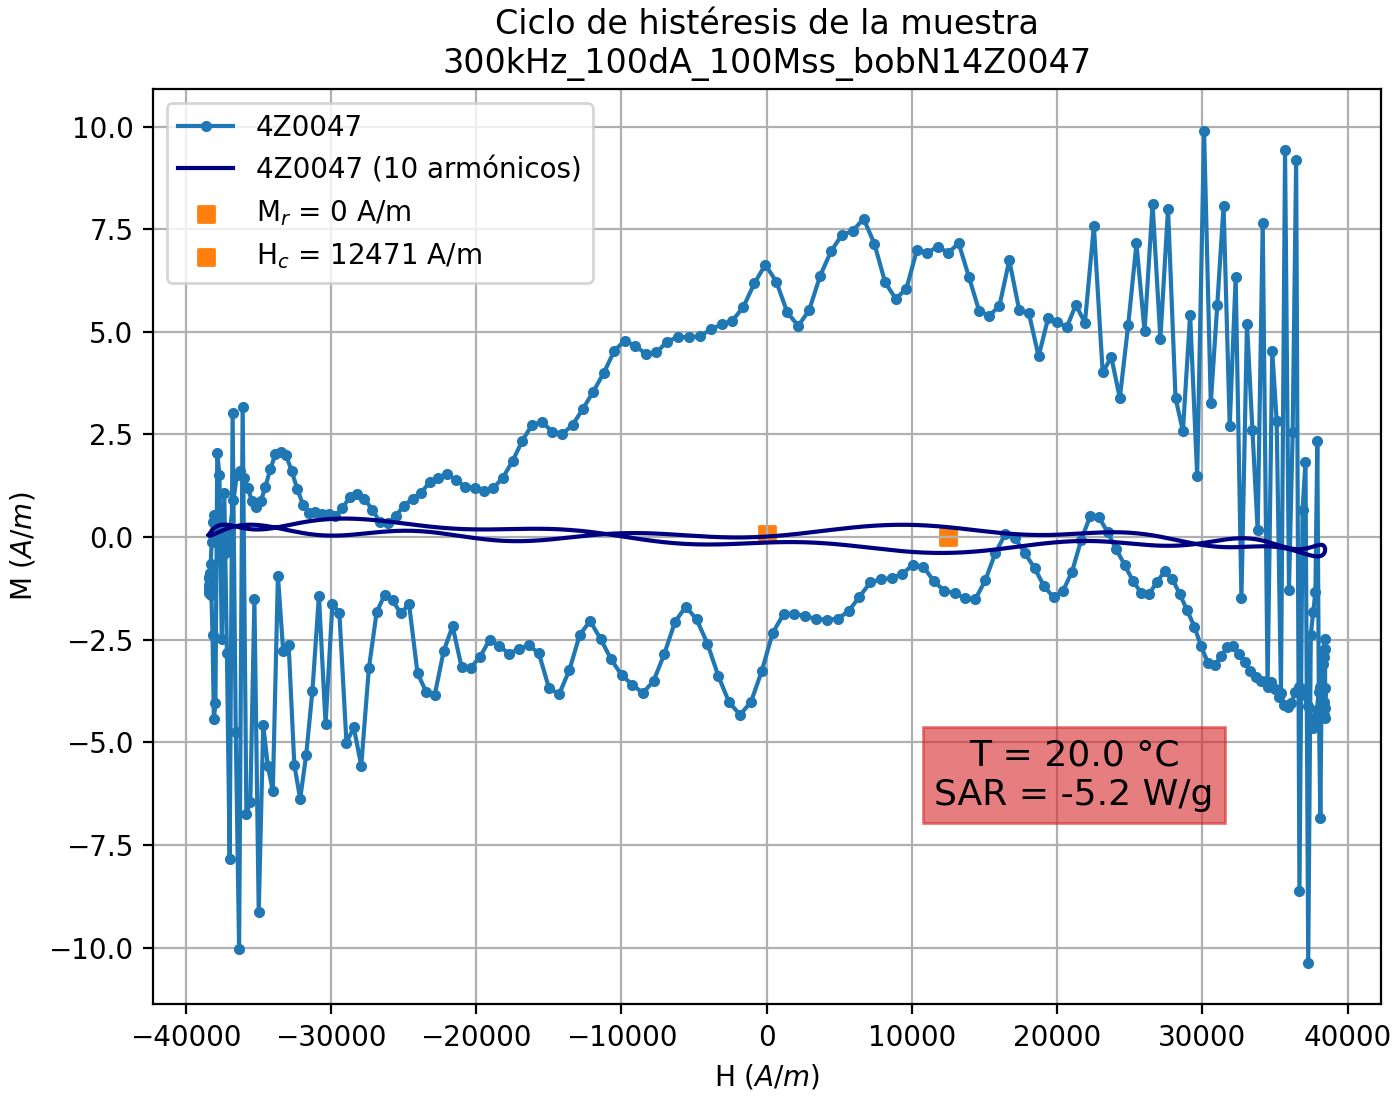 Ciclo de histéresis de la muestra
300kHz_100dA_100Mss_bobN14Z0047
4Z0047
4Z0047 (10 armónicos)
Mᵣ = 0 A/m
H_c = 12471 A/m
10.0
7.5
5.0
2.5
0.0
−2.5
−5.0
−7.5
−10.0
M (A/m)
T = 20.0 °C
SAR = -5.2 W/g
−40000 −30000 −20000 −10000 0 10000 20000 30000 40000
H (A/m)